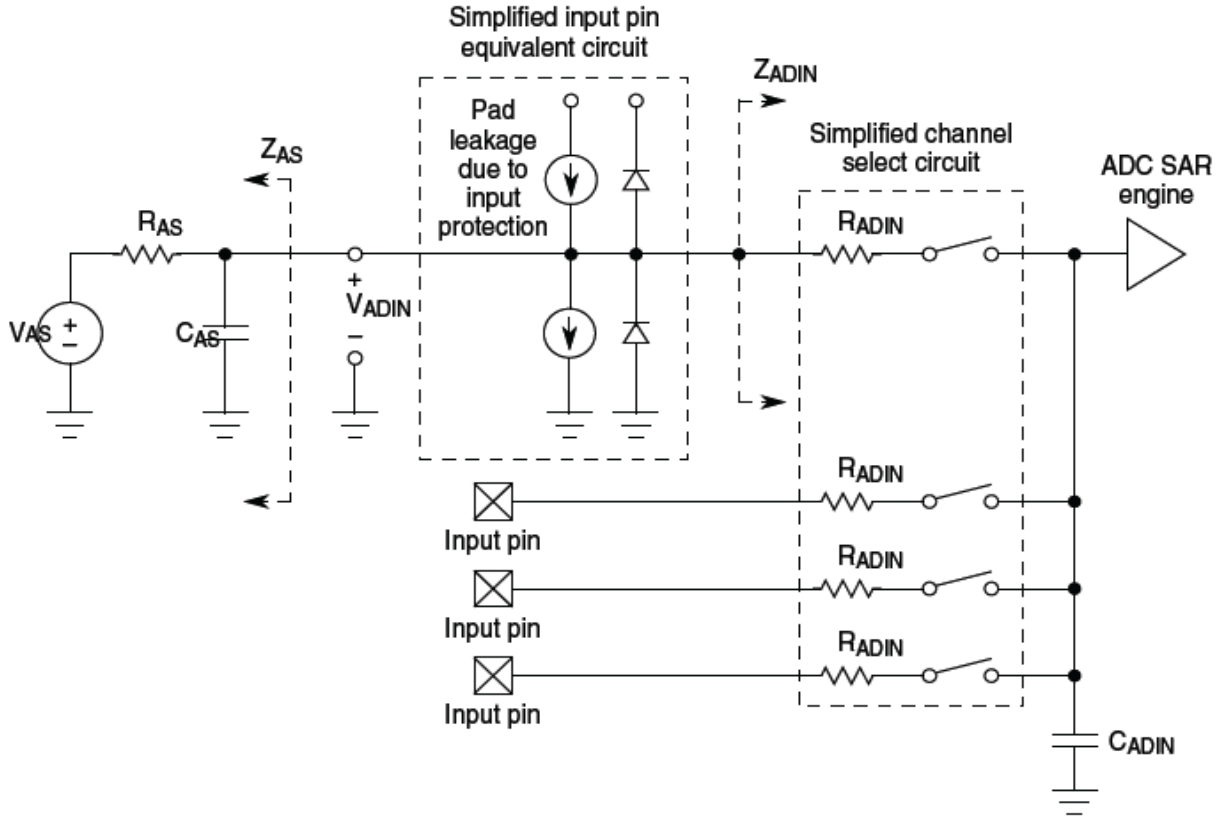 Simplified input pin
equivalent circuit
ZADIN
Pad
leakage
due to
input
protection
Simplified channel
select circuit
ADC SAR
engine
ZAS
RAS
RADIN
+
VADIN
–
VAS
+
–
CAS
RADIN
Input pin
RADIN
Input pin
RADIN
Input pin
CADIN